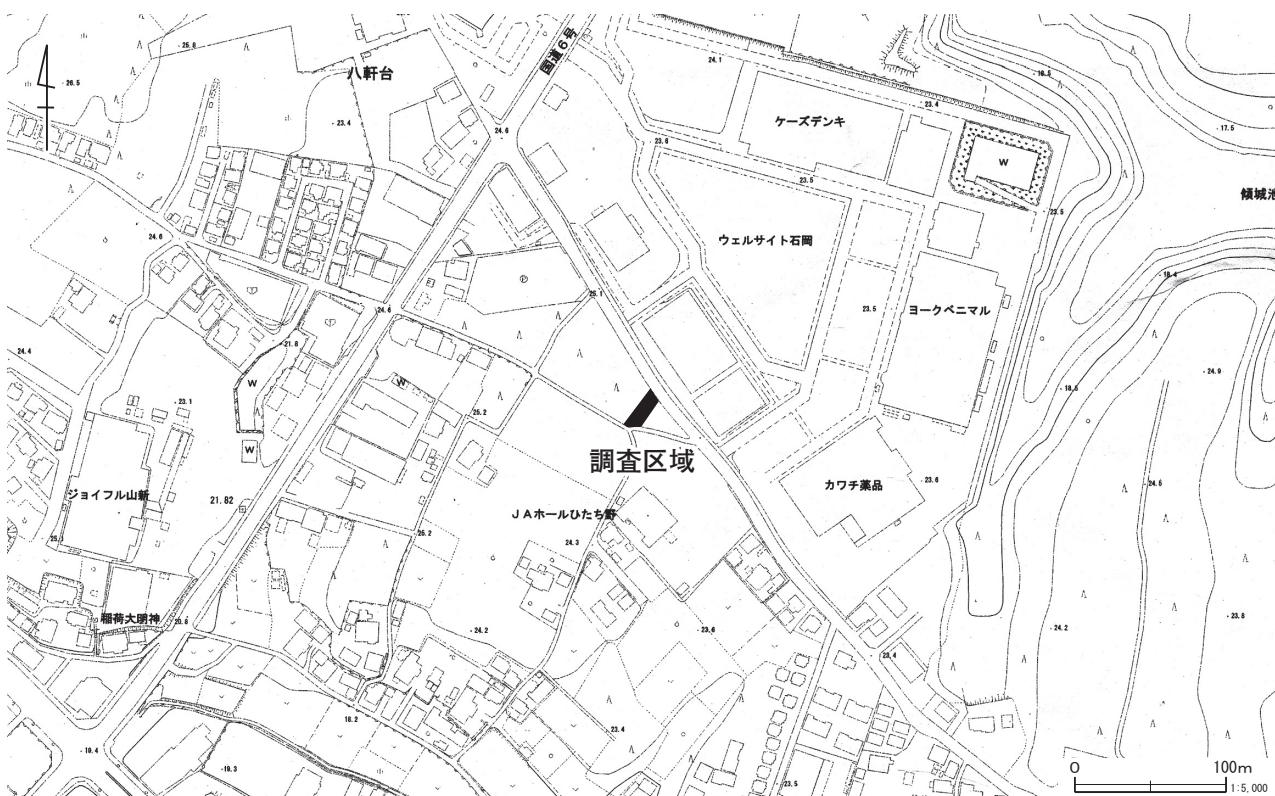 国道6号
八軒台
25.8
26.5
23.4
24.6
24.1
ケーズデンキ
23.4
18.5
17.5
W
23.6
23.5
23.5
傾城池
24.6
ウェルサイト石岡
18.4
25.1
24.6
23.5
ヨークベニマル
21.8
24.4
W
W
24.9
18.5
23.1
25.2
W
調査区域
ジョイフル山新
21.82
カワチ薬品
23.6
24.5
JAホールひたち野
25.2
24.3
稲荷大明神
20.6
24.2
23.6
24.2
23.8
23.4
18.2
23.4
19.4
19.3
23.5
0 100m
1:5,000